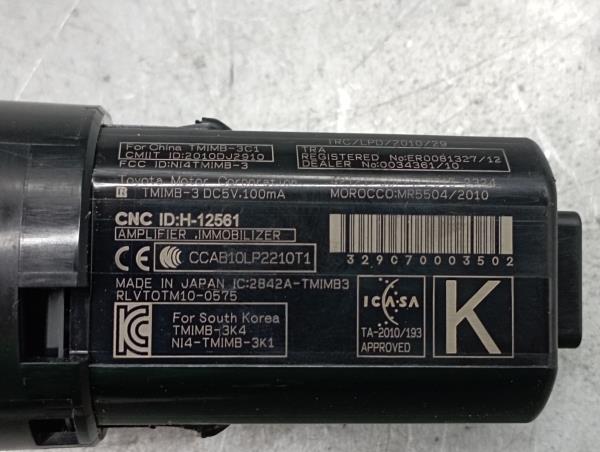 For China TMIMB-3C1
CMIIT ID:2010DJ2910
FCC ID:NI4TMIMB-3
Toyota Motor Corporation
R TMIMB-3 DC5V.100mA
CNC ID:H-12561
AMPLIFIER .IMMOBILIZER
CE CCAB10LP2210T1
MADE IN JAPAN IC:2842A-TMIMB3
RLVTOTM10-0575
KC For South Korea
TMIMB-3K4
NI4-TMIMB-3K1
TRC/LPD/2010/29
TRA
REGISTERED No:ER0081327/12
DEALER No:0034361/10
MOROCCO:MR5504/2010
329C70003502
ICASA
TA-2010/193
APPROVED
K